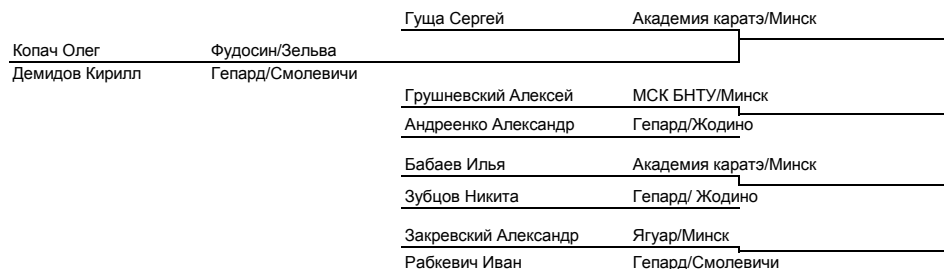 Гуща Сергей Академия каратэ/Минск
Копач Олег Фудосин/Зельва
Демидов Кирилл Гепард/Смолевичи
Грушневский Алексей МСК БНТУ/Минск
Андреенко Александр Гепард/Жодино
Бабаев Илья Академия каратэ/Минск
Зубцов Никита Гепард/ Жодино
Закревский Александр Ягуар/Минск
Рабкевич Иван Гепард/Смолевичи